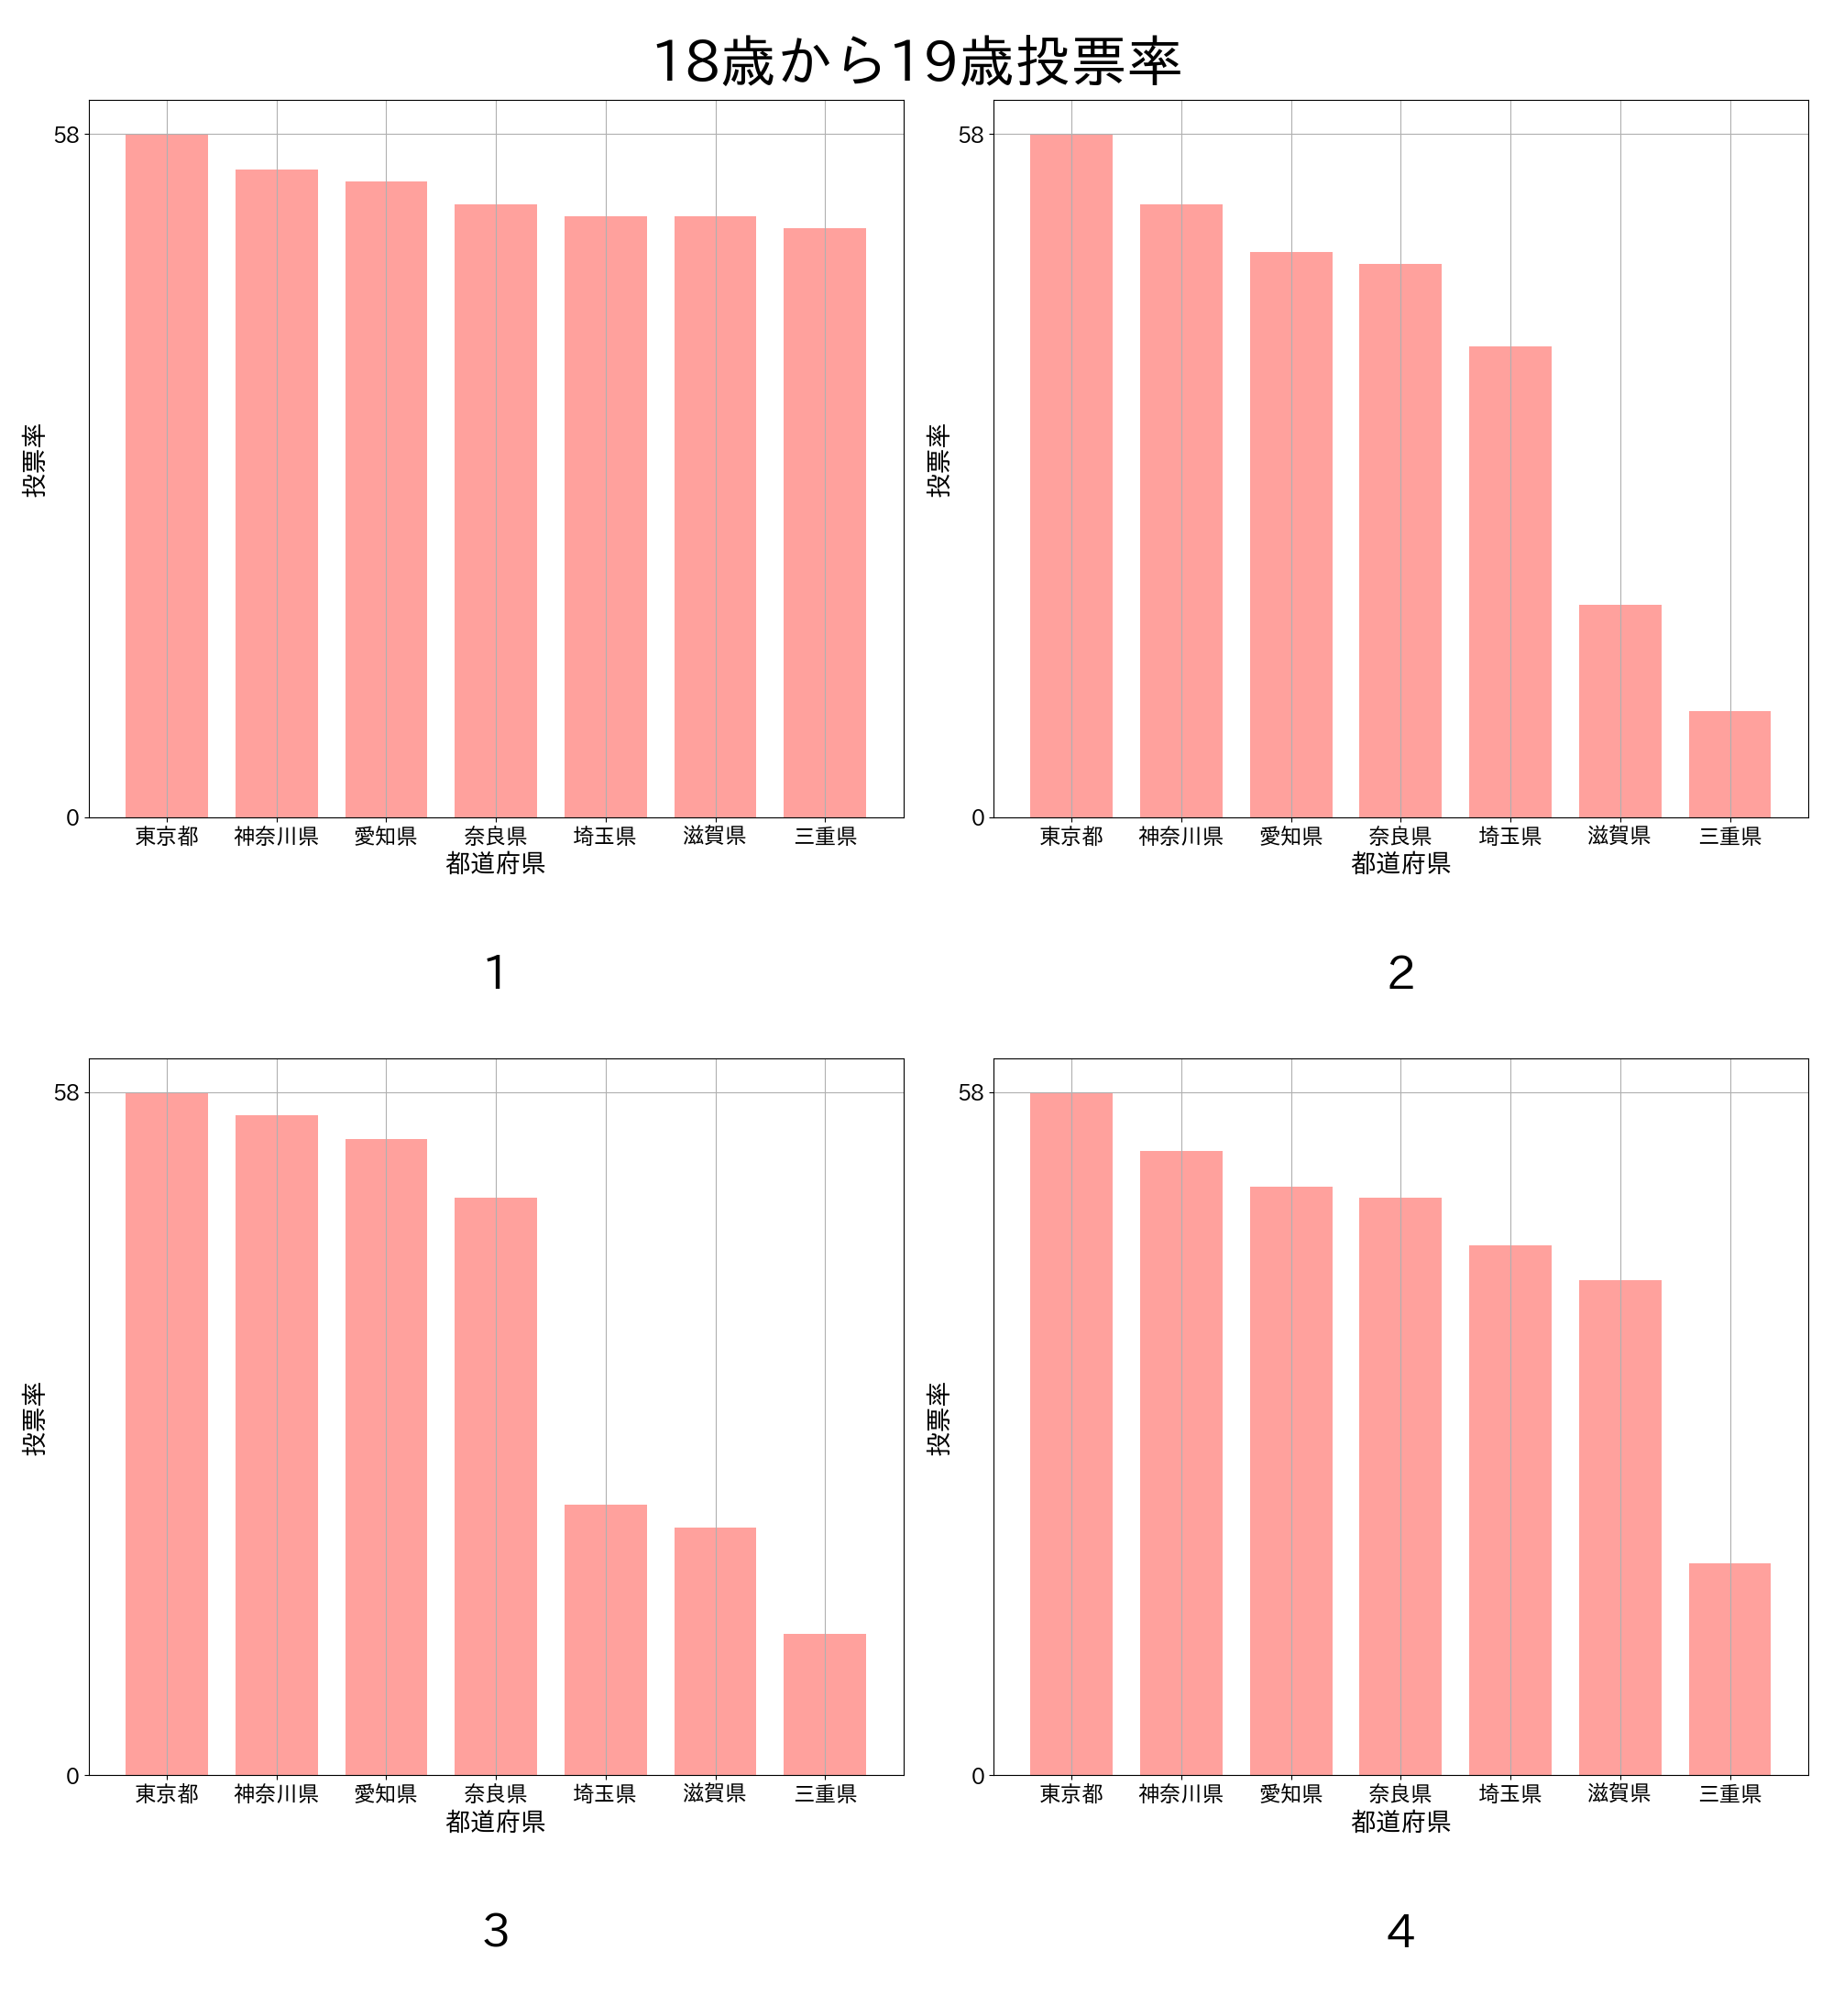 18歳から19歳投票率
58
0
投票率
東京都 神奈川県 愛知県 奈良県 埼玉県 滋賀県 三重県
都道府県
1
58
0
投票率
東京都 神奈川県 愛知県 奈良県 埼玉県 滋賀県 三重県
都道府県
2
58
0
投票率
東京都 神奈川県 愛知県 奈良県 埼玉県 滋賀県 三重県
都道府県
3
58
0
投票率
東京都 神奈川県 愛知県 奈良県 埼玉県 滋賀県 三重県
都道府県
4